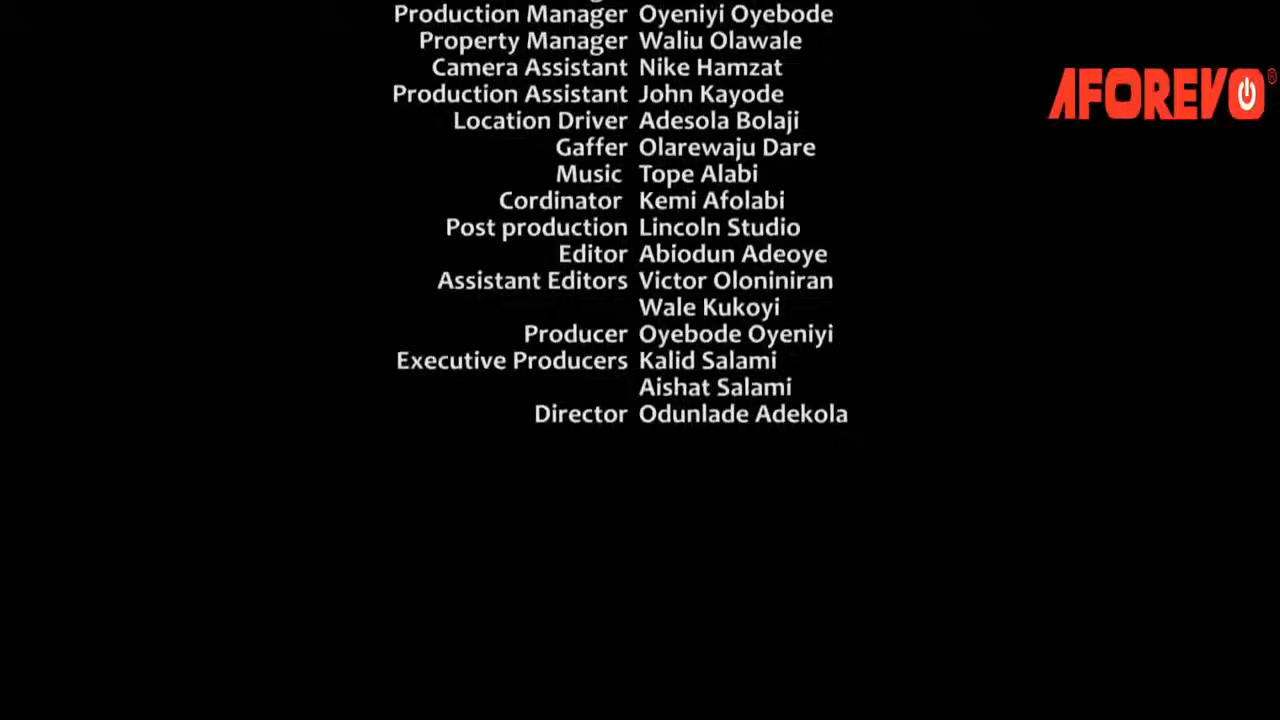 Production Manager Oyeniyi Oyebode
Property Manager Waliu Olawale
Camera Assistant Nike Hamzat
Production Assistant John Kayode
Location Driver Adesola Bolaji
Gaffer Olarewaju Dare
Music Tope Alabi
Cordinator Kemi Afolabi
Post production Lincoln Studio
Editor Abiodun Adeoye
Assistant Editors Victor Oloniniran
Wale Kukoyi
Producer Oyebode Oyeniyi
Executive Producers Kalid Salami
Aishat Salami
Director Odunlade Adekola
AFOREVO®